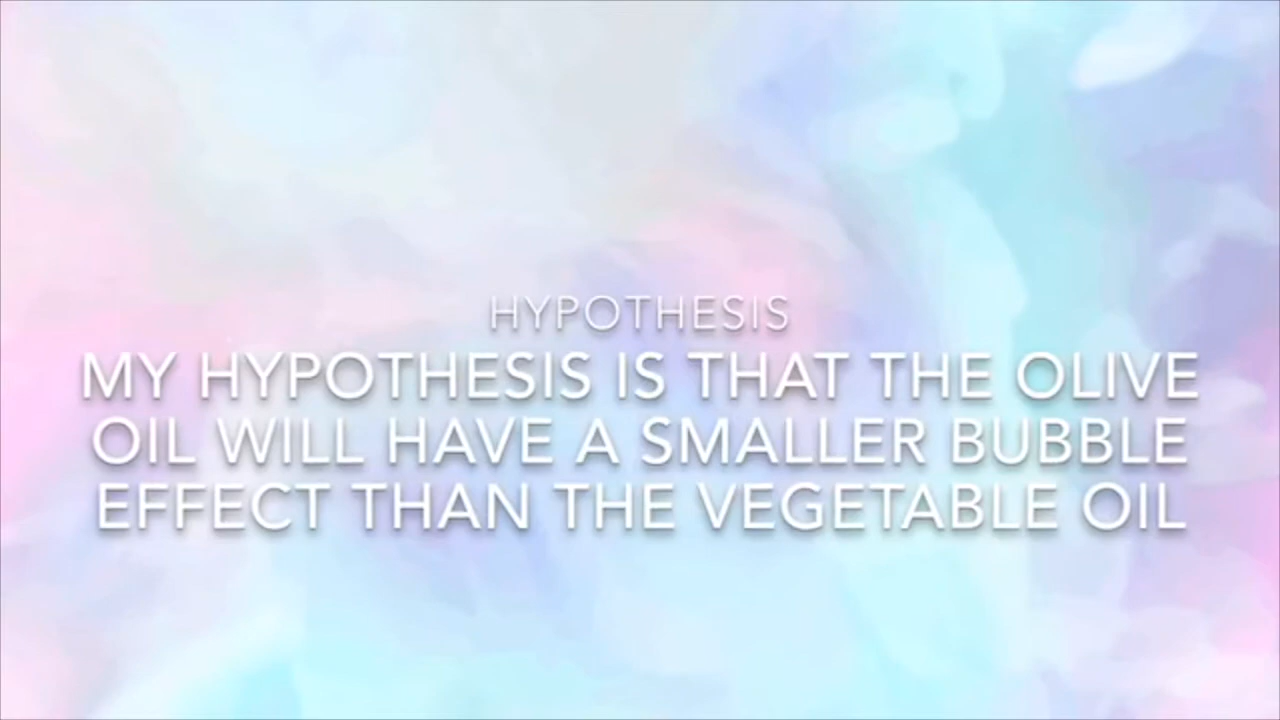 HYPOTHESIS
MY HYPOTHESIS IS THAT THE OLIVE
OIL WILL HAVE A SMALLER BUBBLE
EFFECT THAN THE VEGETABLE OIL